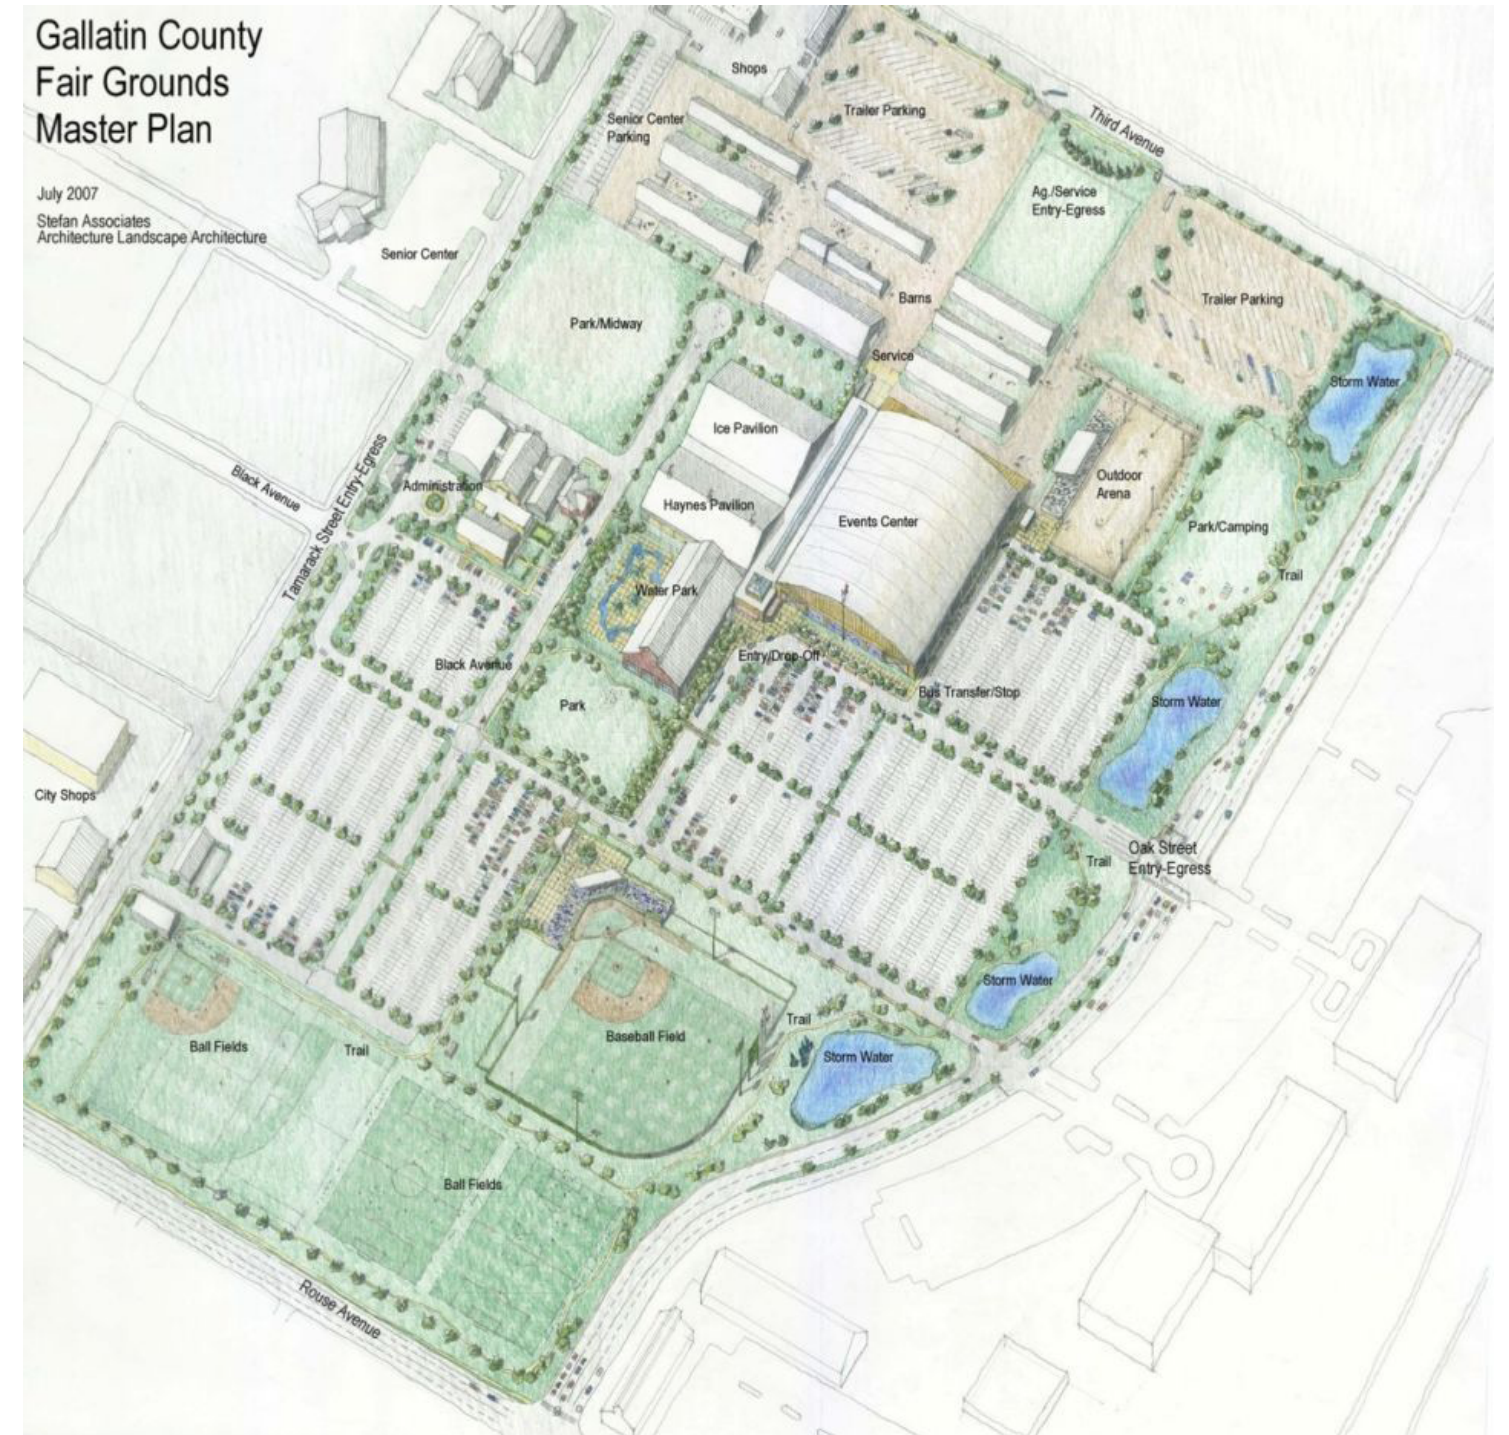 Gallatin County
Fair Grounds
Master Plan
July 2007
Stefan Associates
Architecture Landscape Architecture
Shops
Senior Center
Parking
Trailer Parking
Third Avenue
Ag./Service
Entry-Egress
Senior Center
Barns
Trailer Parking
Park/Midway
Service
Storm Water
Ice Pavilion
Black Avenue
Administration
Tamarack Street Entry-Egress
Haynes Pavilion
Events Center
Outdoor
Arena
Park/Camping
Trail
Water Park
Black Avenue
Entry/Drop-Off
Bus Transfer/Stop
Park
Storm Water
City Shops
Trail
Oak Street
Entry-Egress
Storm Water
Ball Fields
Trail
Baseball Field
Trail
Storm Water
Ball Fields
Rouse Avenue